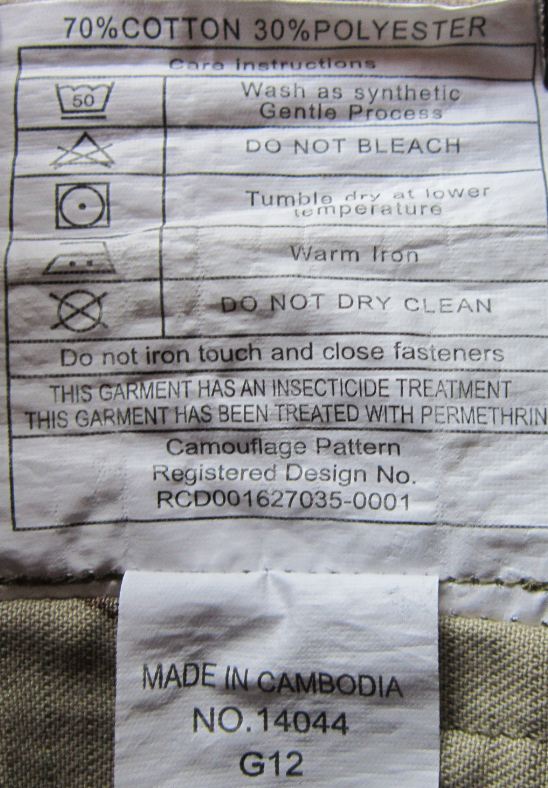 70%COTTON 30%POLYESTER
Care instructions
50
Wash as synthetic
Gentle Process
DO NOT BLEACH
Tumble dry at lower
temperature
Warm Iron
DO NOT DRY CLEAN
Do not iron touch and close fasteners
THIS GARMENT HAS AN INSECTICIDE TREATMENT
THIS GARMENT HAS BEEN TREATED WITH PERMETHRIN
Camouflage Pattern
Registered Design No.
RCD001627035-0001
MADE IN CAMBODIA
NO.14044
G12